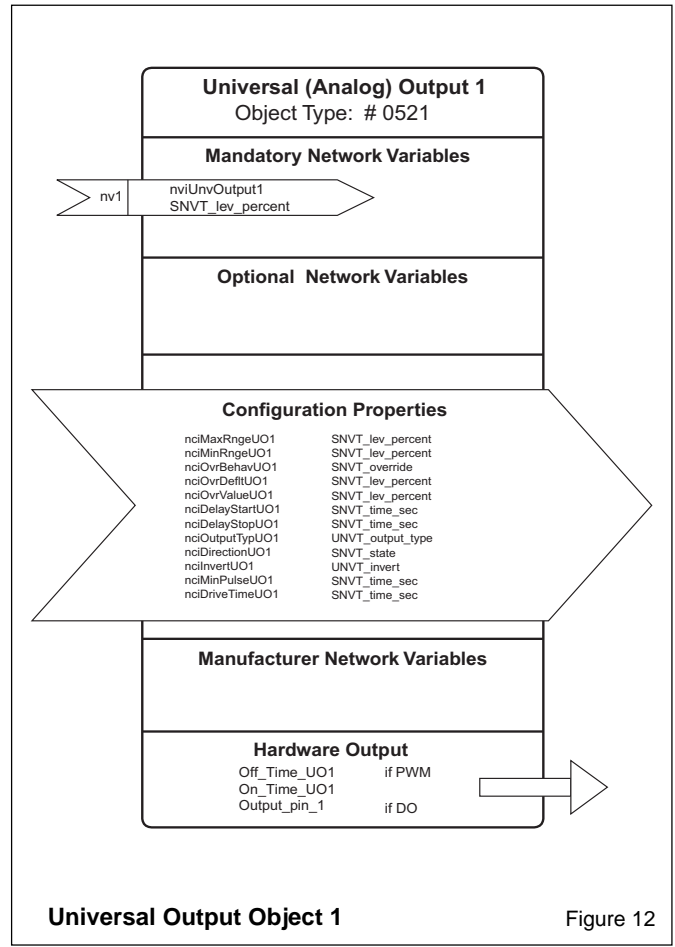 Universal (Analog) Output 1
Object Type: # 0521
Mandatory Network Variables
nv1 nviUnvOutput1
SNVT_lev_percent
Optional Network Variables
Configuration Properties
nciMaxRngeUO1 SNVT_lev_percent
nciMinRngeUO1 SNVT_lev_percent
nciOvrBehavUO1 SNVT_override
nciOvrDefltUO1 SNVT_lev_percent
nciOvrValueUO1 SNVT_lev_percent
nciDelayStartUO1 SNVT_time_sec
nciDelayStopUO1 SNVT_time_sec
nciOutputTypUO1 UNVT_output_type
nciDirectionUO1 SNVT_state
nciInvertUO1 UNVT_invert
nciMinPulseUO1 SNVT_time_sec
nciDriveTimeUO1 SNVT_time_sec
Manufacturer Network Variables
Hardware Output
Off_Time_UO1 if PWM
On_Time_UO1
Output_pin_1 if DO
Universal Output Object 1 Figure 12